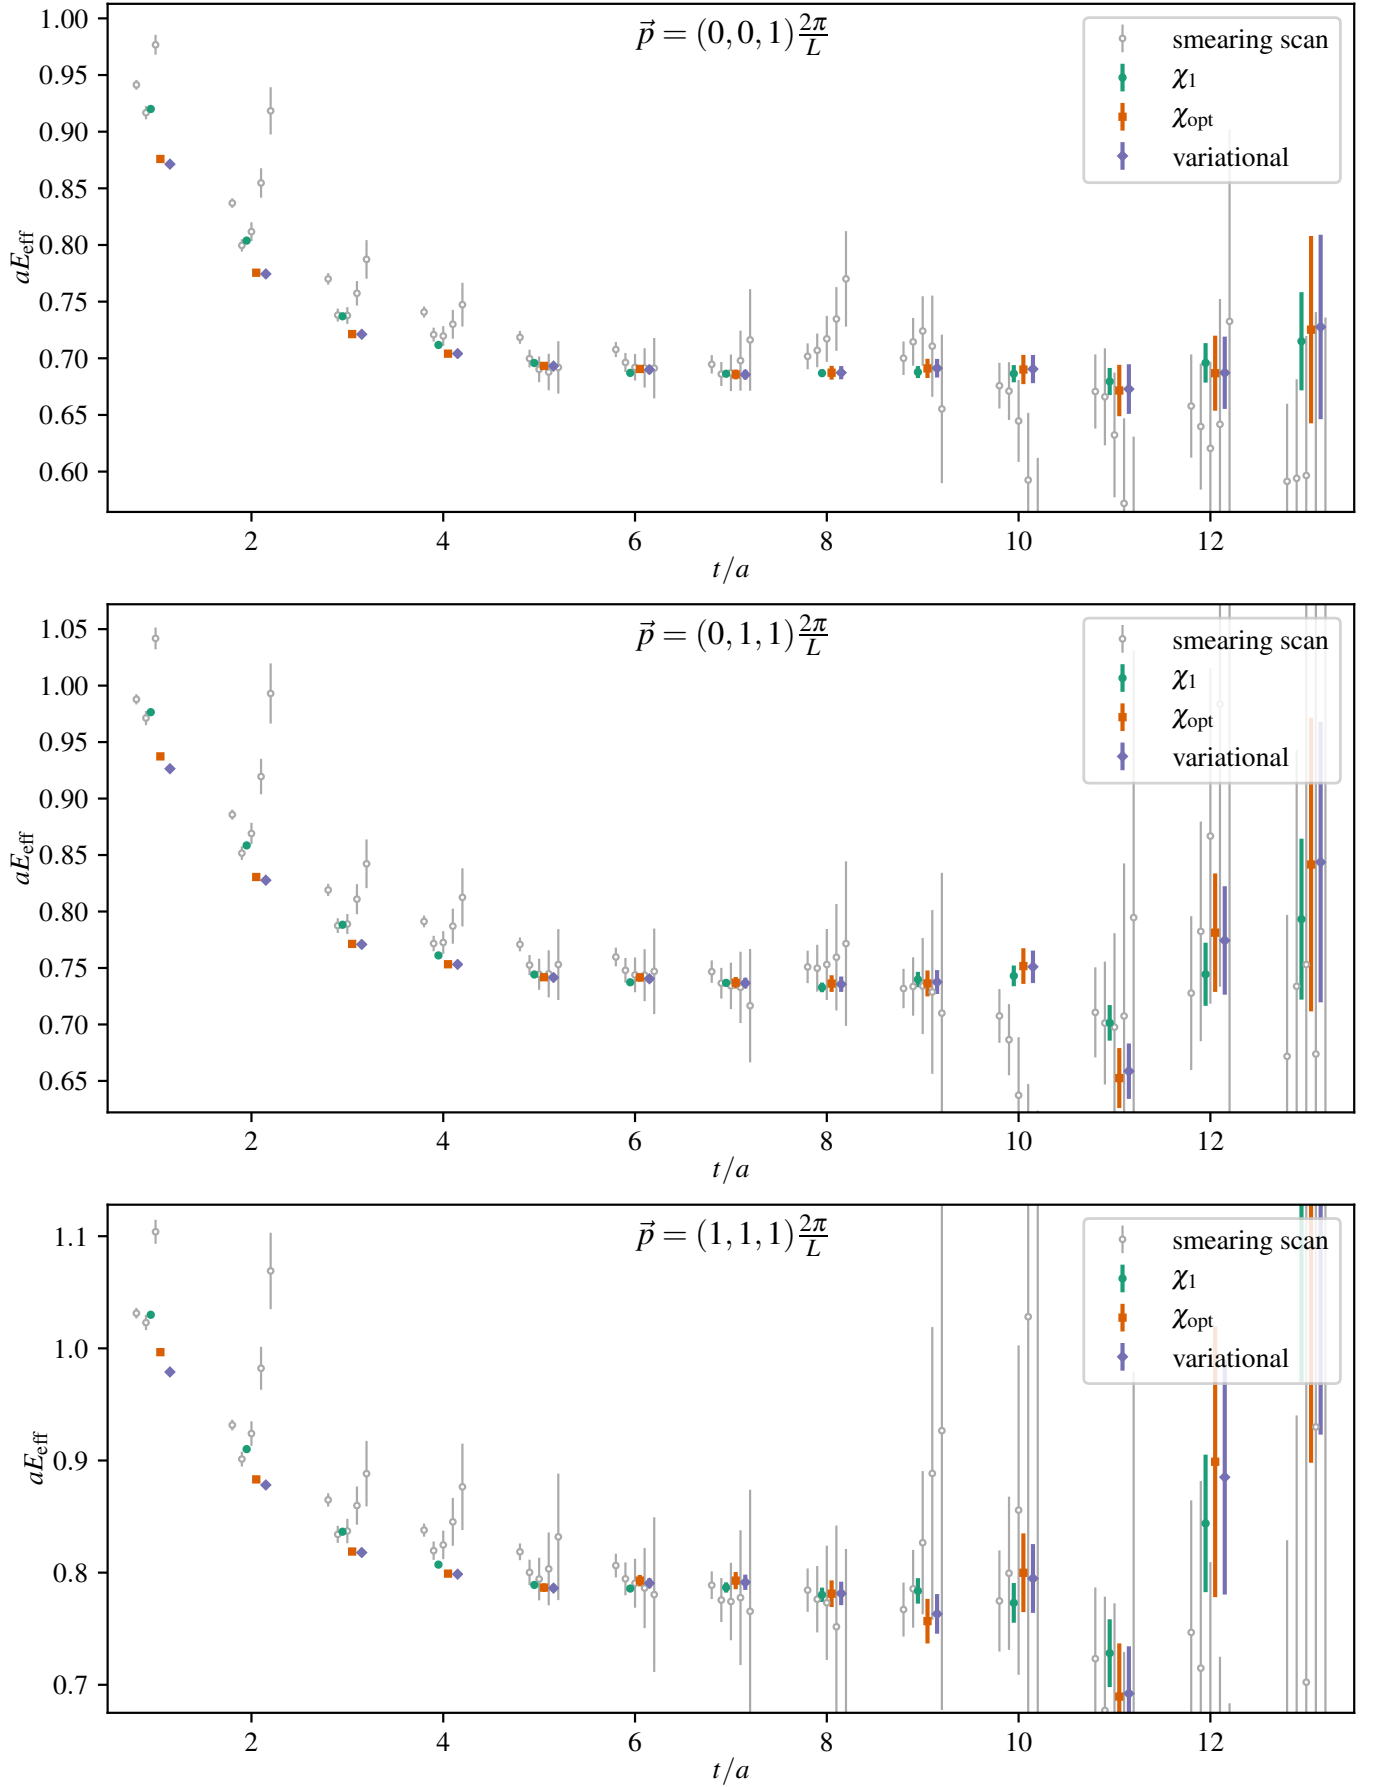 p⃗ = (0, 0, 1) 2π/L
smearing scan
χ₁
χopt
variational
1.00
0.95
0.90
0.85
0.80
0.75
0.70
0.65
0.60
aEeff
2 4 6 8 10 12
t/a
p⃗ = (0, 1, 1) 2π/L
smearing scan
χ₁
χopt
variational
1.05
1.00
0.95
0.90
0.85
0.80
0.75
0.70
0.65
aEeff
2 4 6 8 10 12
t/a
p⃗ = (1, 1, 1) 2π/L
smearing scan
χ₁
χopt
variational
1.1
1.0
0.9
0.8
0.7
aEeff
2 4 6 8 10 12
t/a